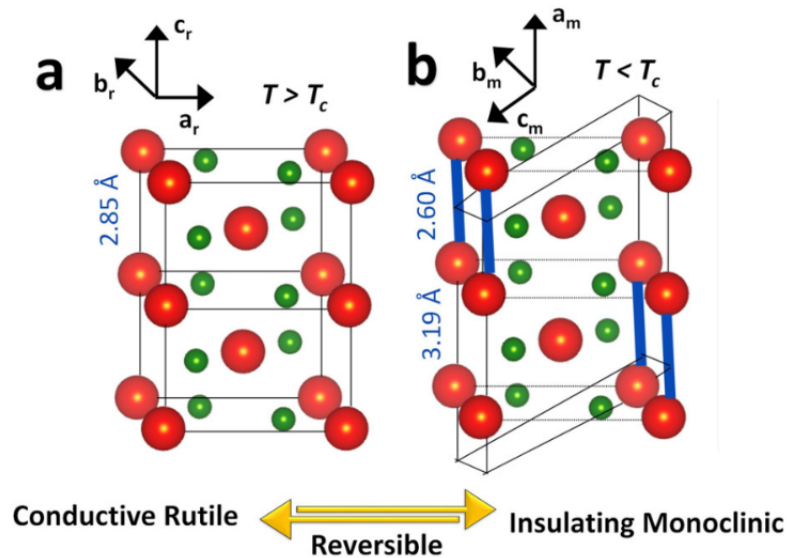 a
c_r
b_r
a_r
T > T_c
2.85 Å
b
a_m
b_m
c_m
T < T_c
2.60 Å
3.19 Å
Conductive Rutile
Reversible
Insulating Monoclinic